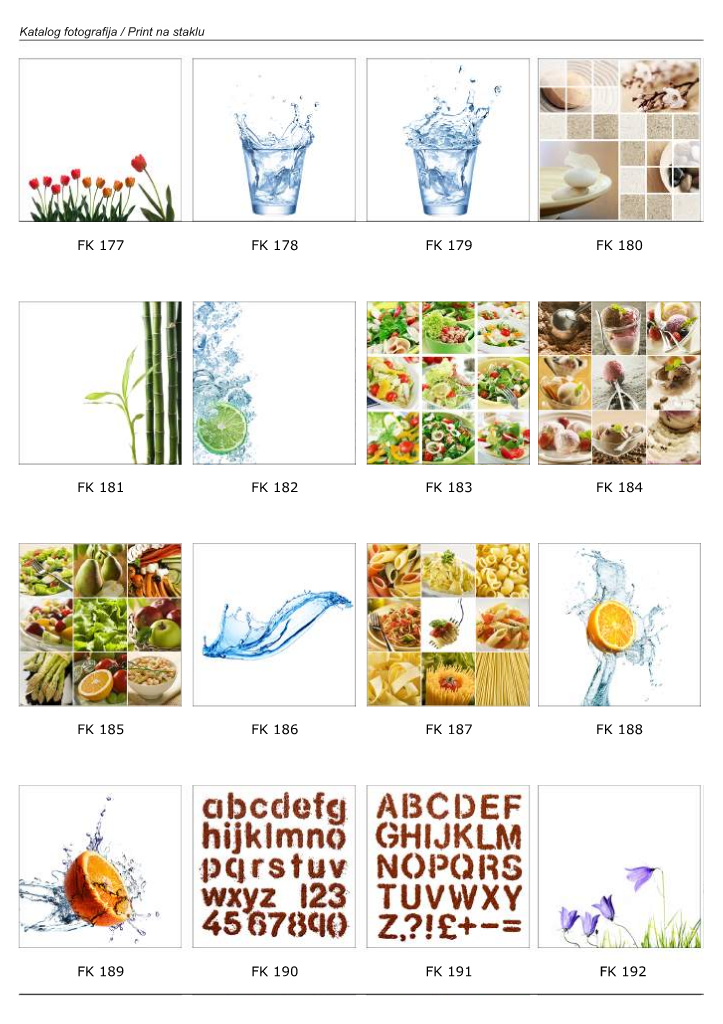 Katalog fotografija / Print na staklu
FK 177
FK 178
FK 179
FK 180
FK 181
FK 182
FK 183
FK 184
FK 185
FK 186
FK 187
FK 188
abcdefg
hijklmno
pqrstuv
wxyz 123
4567890
ABCDEF
GHIJKLM
NOPQRS
TUVWXY
Z,?!£+-=
FK 189
FK 190
FK 191
FK 192